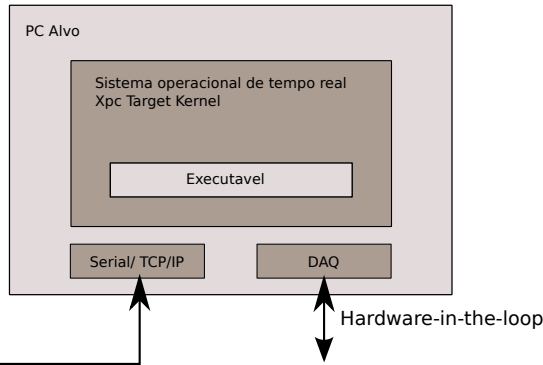 PC Alvo
Sistema operacional de tempo real
Xpc Target Kernel
Executavel
Serial/ TCP/IP
DAQ
Hardware-in-the-loop